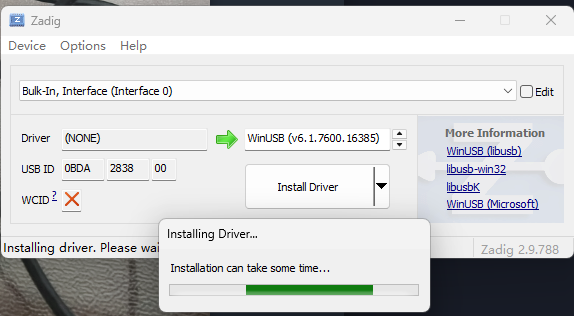 Zadig
Device Options Help
Bulk-In, Interface (Interface 0)
Edit
Driver (NONE) WinUSB (v6.1.7600.16385)
USB ID 0BDA 2838 00
WCID ?
Install Driver
More Information
WinUSB (libusb)
libusb-win32
libusbK
WinUSB (Microsoft)
Installing Driver...
Installation can take some time...
Installing driver. Please wai
Zadig 2.9.788